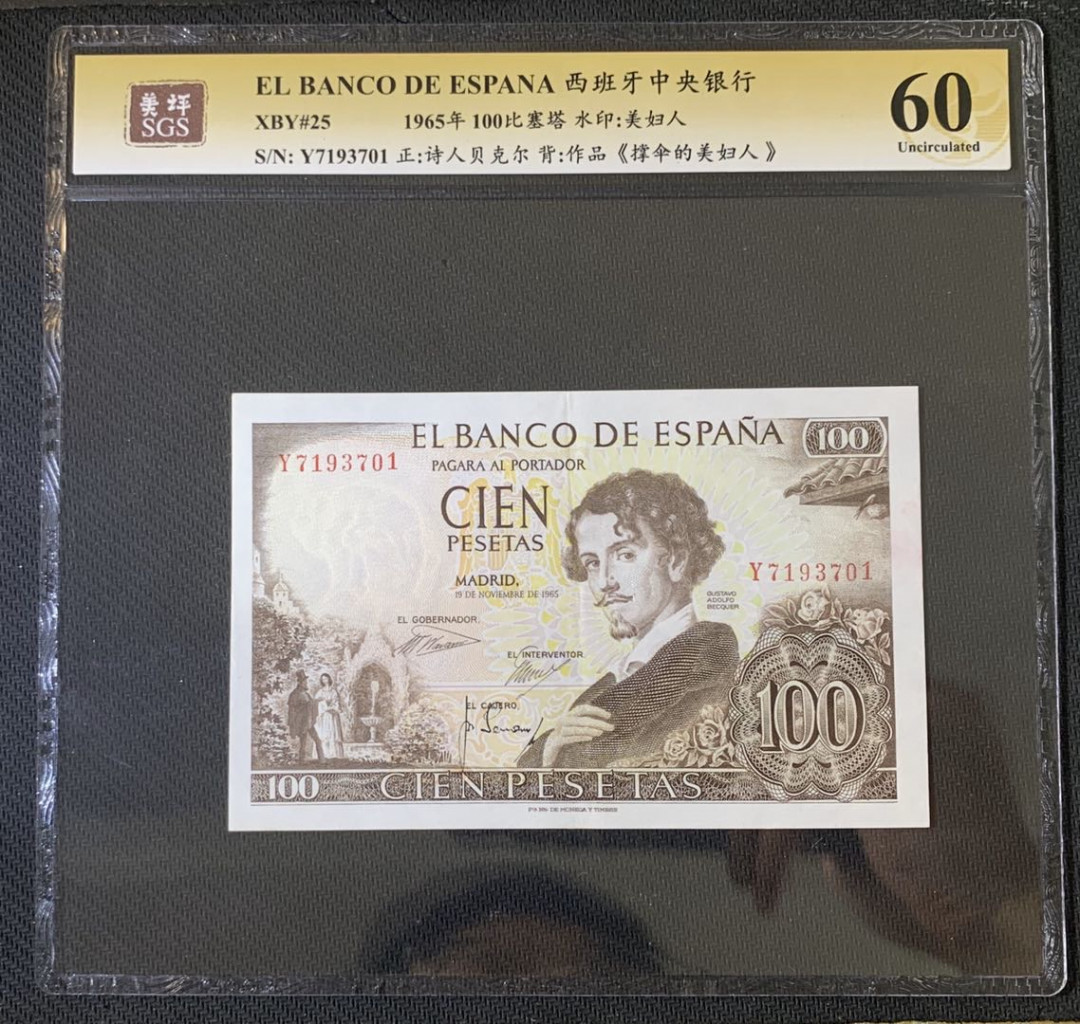 美坪
SGS
EL BANCO DE ESPANA 西班牙中央银行
XBY#25 1965年 100比塞塔 水印:美妇人
S/N: Y7193701 正:诗人贝克尔 背:作品《撑伞的美妇人》
60
Uncirculated
EL BANCO DE ESPAÑA
100
Y7193701
PAGARA AL PORTADOR
CIEN
PESETAS
MADRID,
19 DE NOVIEMBRE DE 1965
Y7193701
GUSTAVO
ADOLFO
BECQUER
EL GOBERNADOR.
EL INTERVENTOR.
EL CAJERO,
100
100
CIEN PESETAS